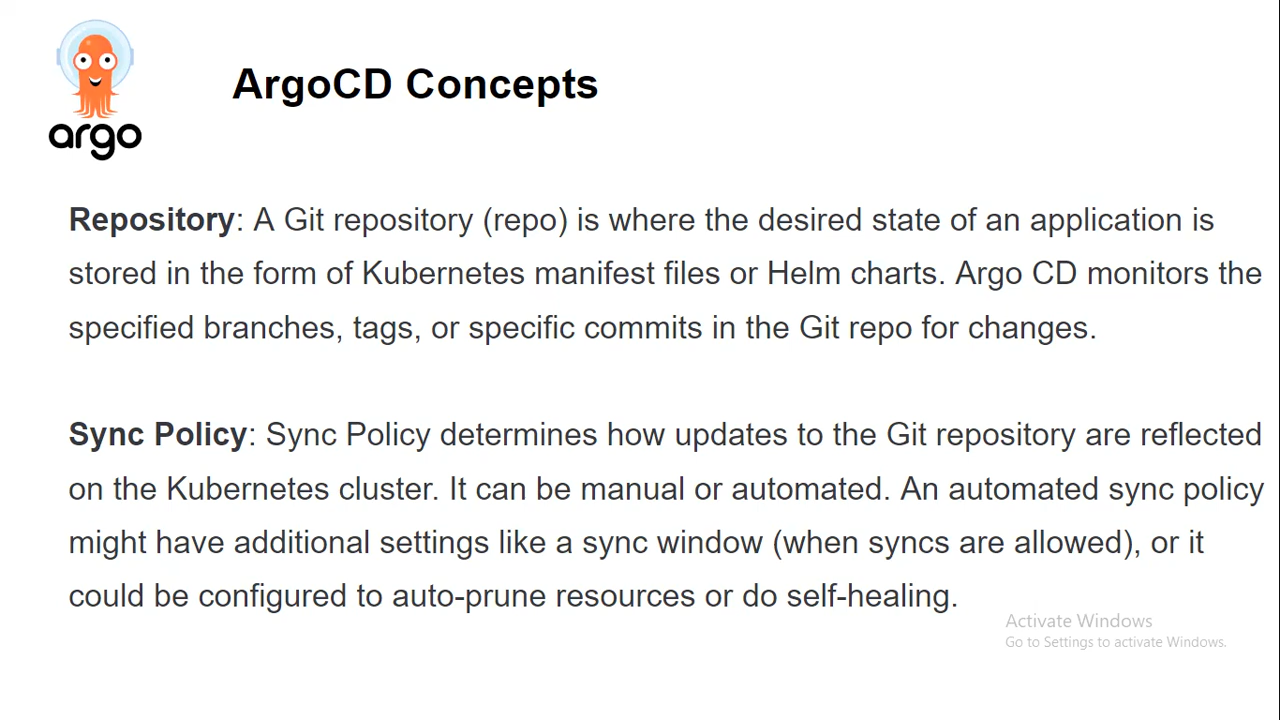 argo
ArgoCD Concepts
Repository: A Git repository (repo) is where the desired state of an application is
stored in the form of Kubernetes manifest files or Helm charts. Argo CD monitors the
specified branches, tags, or specific commits in the Git repo for changes.
Sync Policy: Sync Policy determines how updates to the Git repository are reflected
on the Kubernetes cluster. It can be manual or automated. An automated sync policy
might have additional settings like a sync window (when syncs are allowed), or it
could be configured to auto-prune resources or do self-healing.
Activate Windows
Go to Settings to activate Windows.